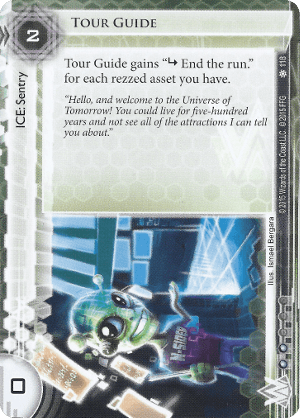 TOUR GUIDE
2
ICE: Sentry
Tour Guide gains “↳ End the run.”
for each rezzed asset you have.
“Hello, and welcome to the Universe of
Tomorrow! You could live for five-hundred
years and not see all of the attractions I can tell
you about.”
118
© 2015 Wizards of the Coast LLC. © 2015 FFG
Illus. Ismael Bergara
N-Sider
0